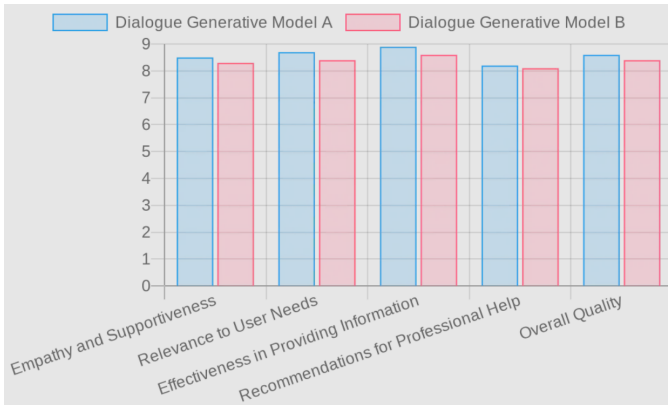 Dialogue Generative Model A
Dialogue Generative Model B
9
8
7
6
5
4
3
2
1
0
Empathy and Supportiveness
Relevance to User Needs
Effectiveness in Providing Information
Recommendations for Professional Help
Overall Quality